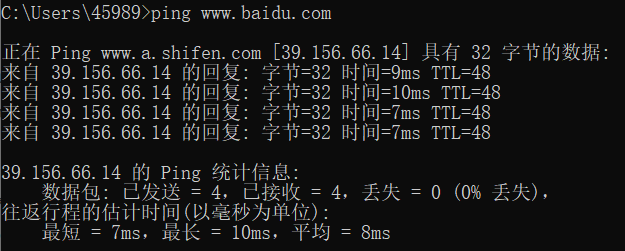 C:\Users\45989>ping www.baidu.com
正在 Ping www.a.shifen.com [39.156.66.14] 具有 32 字节的数据:
来自 39.156.66.14 的回复: 字节=32 时间=9ms TTL=48
来自 39.156.66.14 的回复: 字节=32 时间=10ms TTL=48
来自 39.156.66.14 的回复: 字节=32 时间=7ms TTL=48
来自 39.156.66.14 的回复: 字节=32 时间=7ms TTL=48
39.156.66.14 的 Ping 统计信息:
数据包: 已发送 = 4，已接收 = 4，丢失 = 0 (0% 丢失)，
往返行程的估计时间(以毫秒为单位):
最短 = 7ms，最长 = 10ms，平均 = 8ms